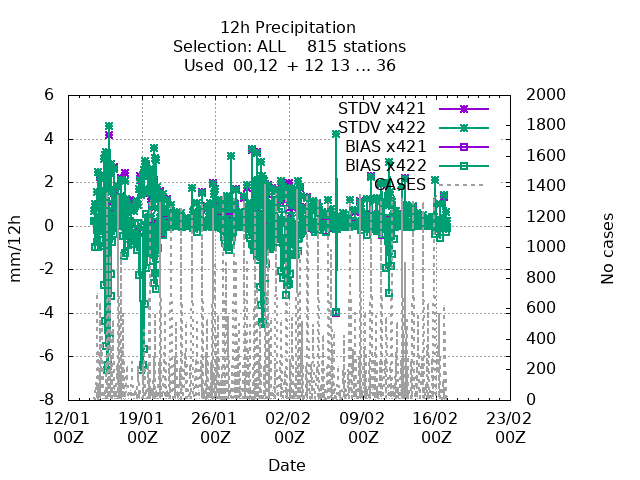 12h Precipitation
Selection: ALL 815 stations
Used 00,12 + 12 13 ... 36
STDV x421
STDV x422
BIAS x421
BIAS x422
CASES
6
4
2
0
-2
-4
-6
-8
mm/12h
2000
1800
1600
1400
1200
1000
800
600
400
200
0
No cases
12/01 19/01 26/01 02/02 09/02 16/02 23/02
00Z 00Z 00Z 00Z 00Z 00Z 00Z
Date